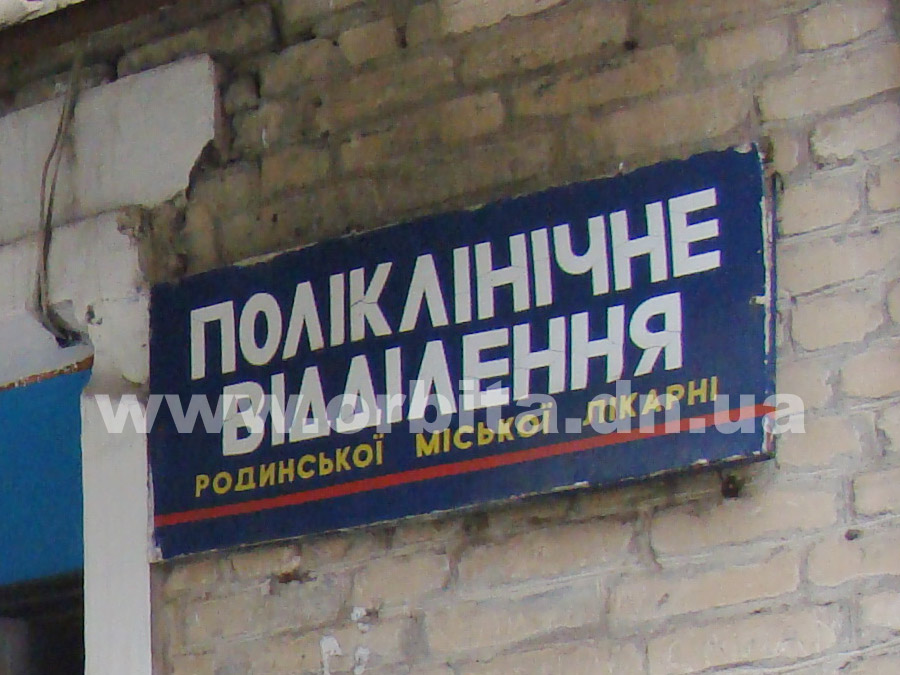 ПОЛІКЛІНІЧНЕ
ВІДДІЛЕННЯ
РОДИНСЬКОЇ МІСЬКОЇ ЛІКАРНІ
www.orbita.dn.ua